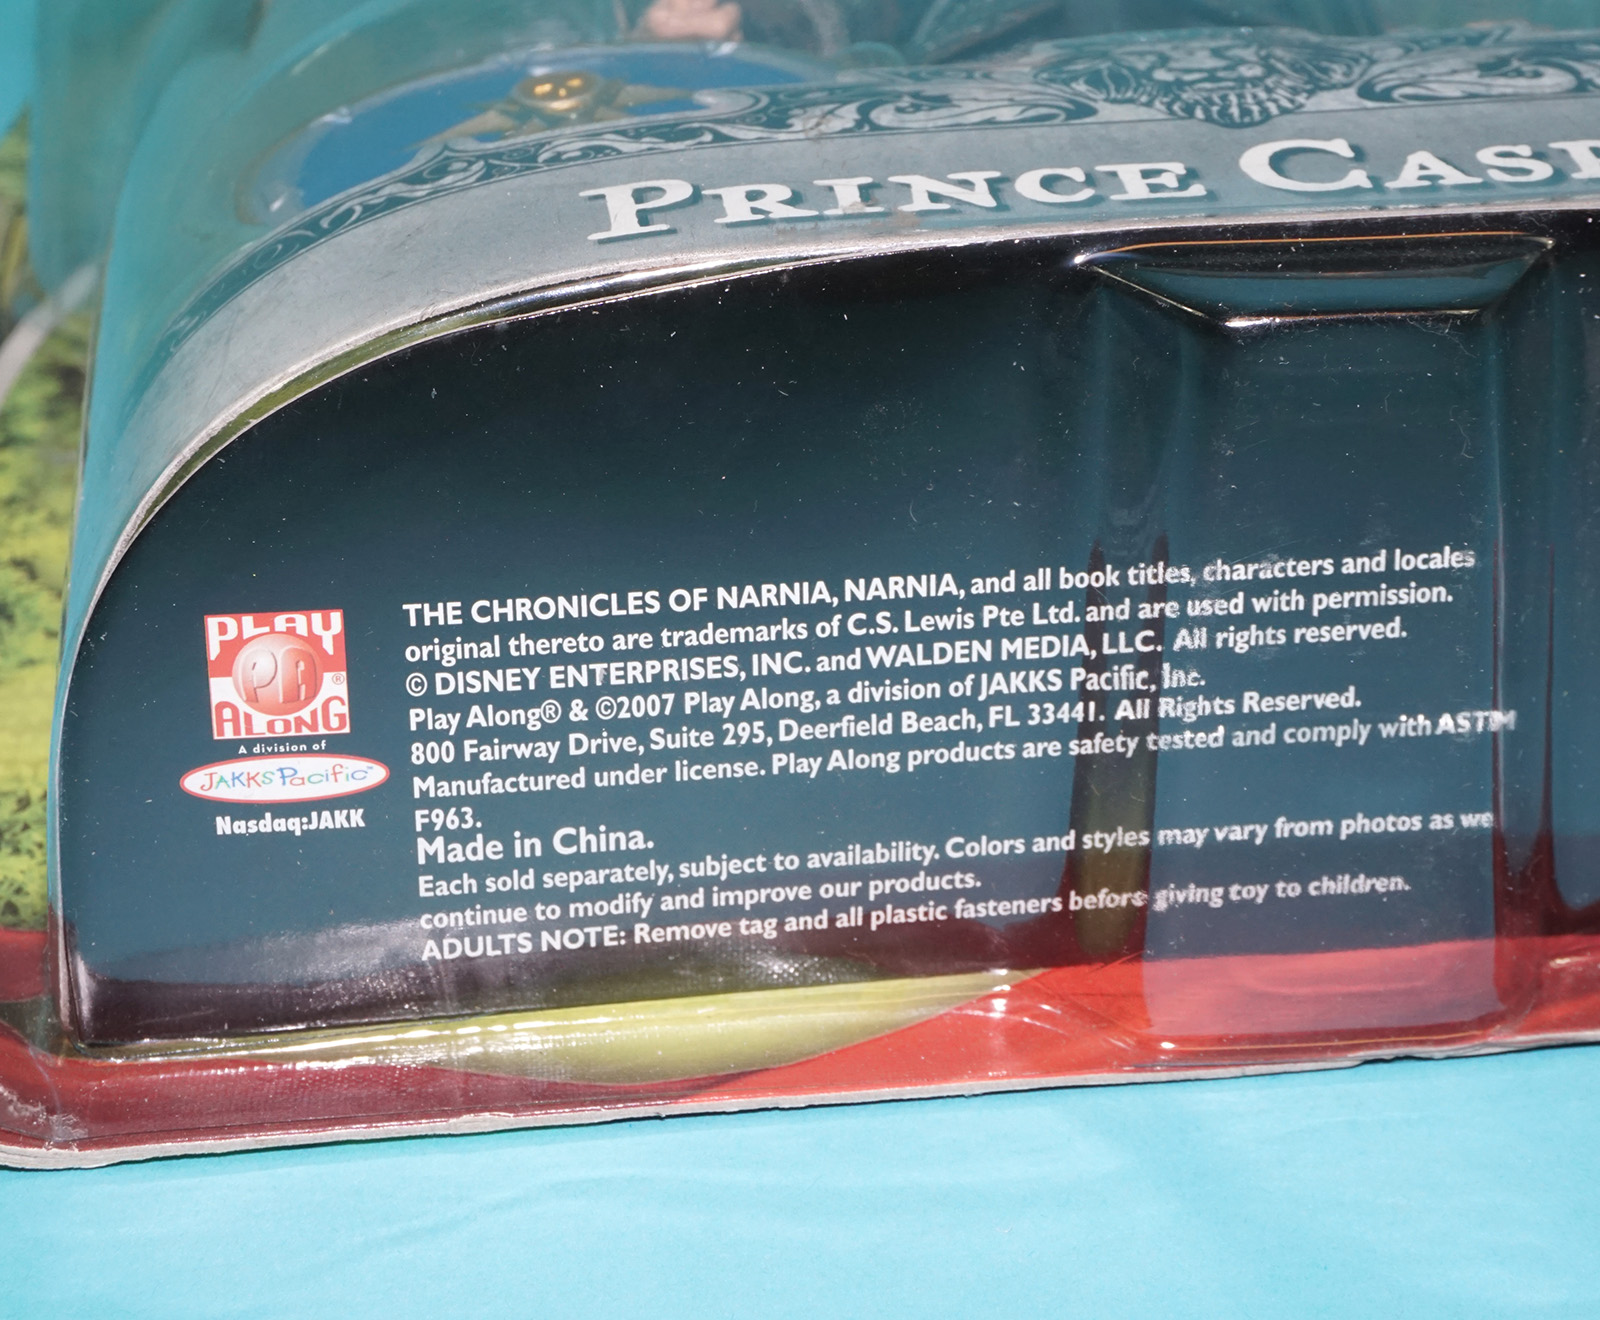 PRINCE
PLAY
PA ®
ALONG
A division of
JAKKS Pacific™
Nasdaq:JAKK
THE CHRONICLES OF NARNIA, NARNIA, and all book titles, characters and locales
original thereto are trademarks of C.S. Lewis Pte Ltd. and are used with permission.
© DISNEY ENTERPRISES, INC. and WALDEN MEDIA, LLC. All rights reserved.
Play Along® & ©2007 Play Along, a division of JAKKS Pacific, Inc.
800 Fairway Drive, Suite 295, Deerfield Beach, FL 33441. All Rights Reserved.
Manufactured under license. Play Along products are safety tested and comply with ASTM
F963.
Made in China.
Each sold separately, subject to availability. Colors and styles may vary from photos as we
continue to modify and improve our products.
ADULTS NOTE: Remove tag and all plastic fasteners before giving toy to children.